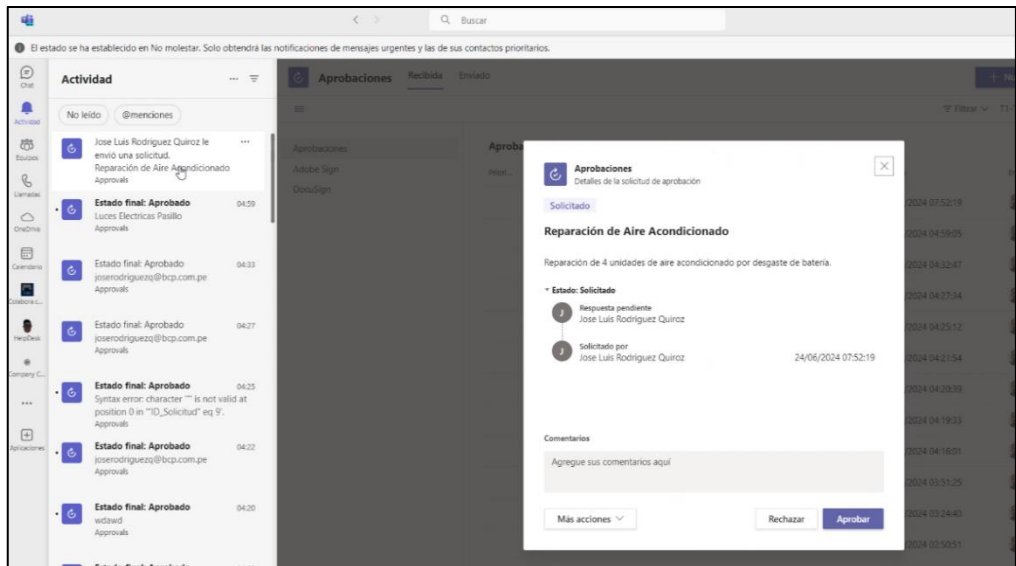 Buscar
El estado se ha establecido en No molestar. Solo obtendrá las notificaciones de mensajes urgentes y las de sus contactos prioritarios.
Chat
Actividad
Equipos
Llamadas
OneDrive
Calendario
Colabora c...
HelpDesk
Company C...
Aplicaciones
Actividad
No leído
@menciones
Jose Luis Rodriguez Quiroz le
envió una solicitud.
Reparación de Aire Acondicionado
Approvals
Estado final: Aprobado 04:59
Luces Electricas Pasillo
Approvals
Estado final: Aprobado 04:33
joserodriguezq@bcp.com.pe
Approvals
Estado final: Aprobado 04:27
joserodriguezq@bcp.com.pe
Approvals
Estado final: Aprobado 04:25
Syntax error: character '"' is not valid at
position 0 in '"ID_Solicitud" eq 9'.
Approvals
Estado final: Aprobado 04:22
joserodriguezq@bcp.com.pe
Approvals
Estado final: Aprobado 04:20
wdawd
Approvals
Aprobaciones Recibida Enviado
+ Nu
Filtrar
Aprobaciones
Adobe Sign
DocuSign
Aproba
Priori...
/2024 07:52:19
/2024 04:59:05
/2024 04:32:47
/2024 04:27:34
/2024 04:25:12
/2024 04:21:54
/2024 04:20:39
/2024 04:19:33
/2024 04:16:01
/2024 03:51:25
/2024 03:24:40
/2024 02:50:51
Aprobaciones
Detalles de la solicitud de aprobación
Solicitado
Reparación de Aire Acondicionado
Reparación de 4 unidades de aire acondicionado por desgaste de batería.
Estado: Solicitado
J
Respuesta pendiente
Jose Luis Rodriguez Quiroz
J
Solicitado por
Jose Luis Rodriguez Quiroz 24/06/2024 07:52:19
Comentarios
Agregue sus comentarios aquí
Más acciones
Rechazar
Aprobar